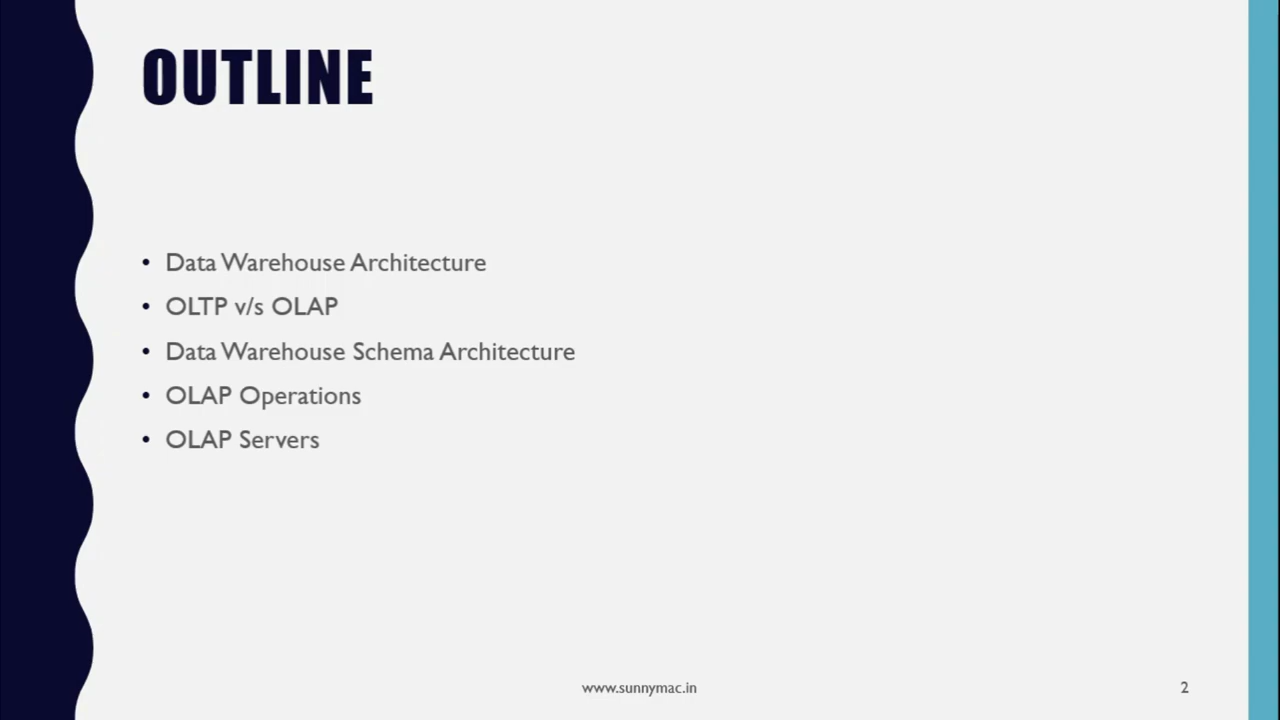 OUTLINE
• Data Warehouse Architecture
• OLTP v/s OLAP
• Data Warehouse Schema Architecture
• OLAP Operations
• OLAP Servers
www.sunnymac.in
2